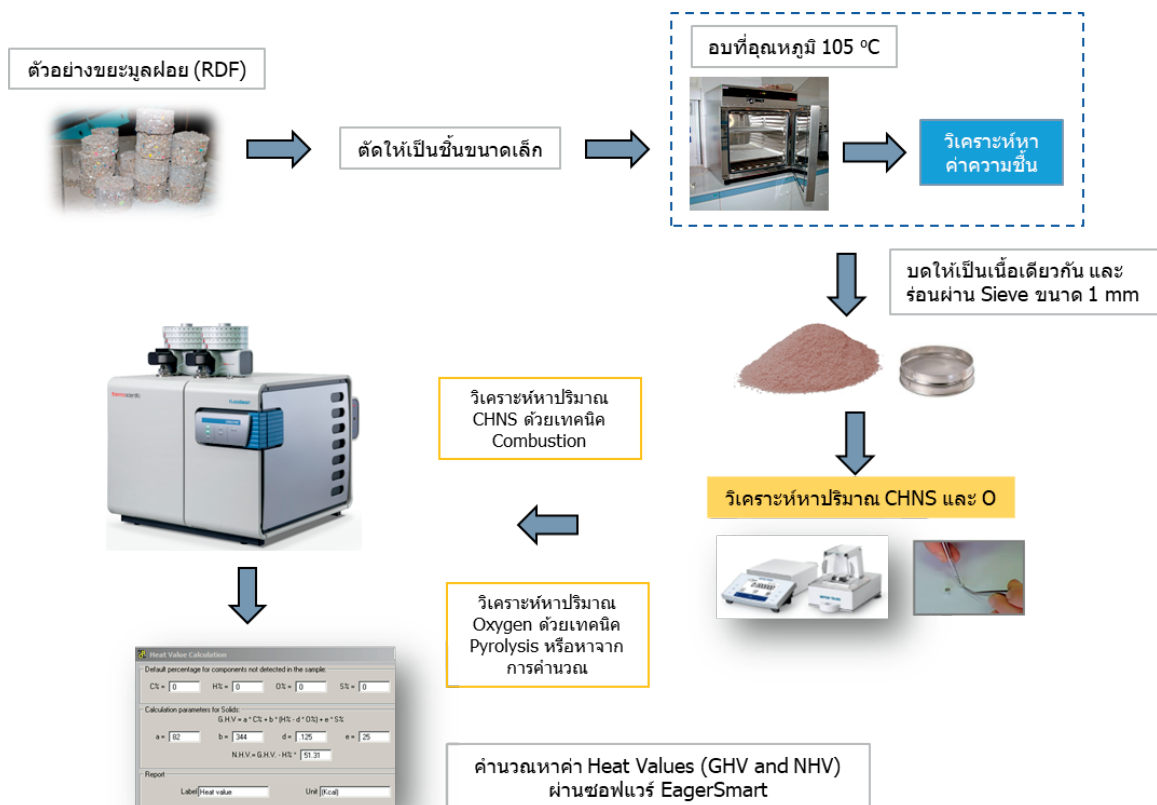 ตัวอย่างขยะมูลฝอย (RDF)
ตัดให้เป็นชิ้นขนาดเล็ก
อบที่อุณหภูมิ 105 ºC
วิเคราะห์หา
ค่าความชื้น
บดให้เป็นเนื้อเดียวกัน และ
ร่อนผ่าน Sieve ขนาด 1 mm
วิเคราะห์หาปริมาณ CHNS และ O
วิเคราะห์หาปริมาณ
CHNS ด้วยเทคนิค
Combustion
วิเคราะห์หาปริมาณ
Oxygen ด้วยเทคนิค
Pyrolysis หรือหาจาก
การคำนวณ
Heat Value Calculation
Default percentage for components not detected in the sample:
C% = 0 H% = 0 O% = 0 S% = 0
Calculation parameters for Solids:
G.H.V = a * C% + b * (H% - d * O%) + e * S%
a = 82 b = 344 d = .125 e = 25
N.H.V.= G.H.V. - H% * 51.31
Report
Label Heat value Unit (Kcal)
คำนวณหาค่า Heat Values (GHV and NHV)
ผ่านซอฟแวร์ EagerSmart